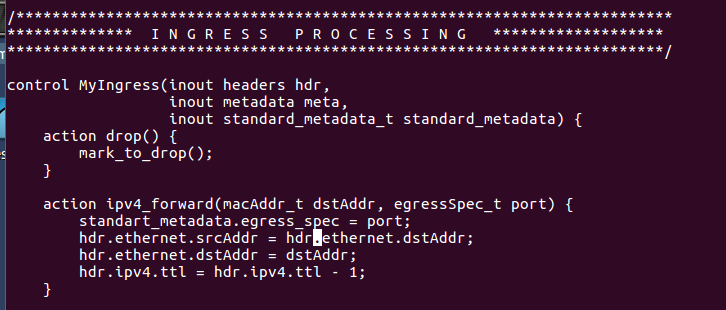 /*************************************************************************
************** I N G R E S S   P R O C E S S I N G   *******************
*************************************************************************/
control MyIngress(inout headers hdr,
                  inout metadata meta,
                  inout standard_metadata_t standard_metadata) {
    action drop() {
        mark_to_drop();
    }
    action ipv4_forward(macAddr_t dstAddr, egressSpec_t port) {
        standart_metadata.egress_spec = port;
        hdr.ethernet.srcAddr = hdr.ethernet.dstAddr;
        hdr.ethernet.dstAddr = dstAddr;
        hdr.ipv4.ttl = hdr.ipv4.ttl - 1;
    }